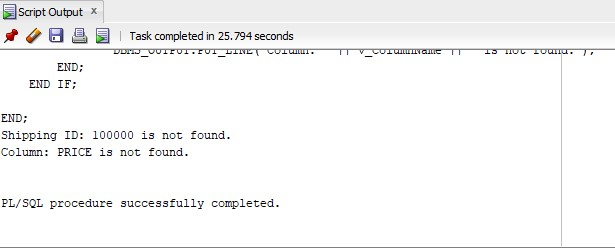 Script Output ×
Task completed in 25.794 seconds
DBMS_OUTPUT.PUT_LINE('Column: ' || v_ColumnName || ' is not found.');
END;
END IF;
END;
Shipping ID: 100000 is not found.
Column: PRICE is not found.
PL/SQL procedure successfully completed.